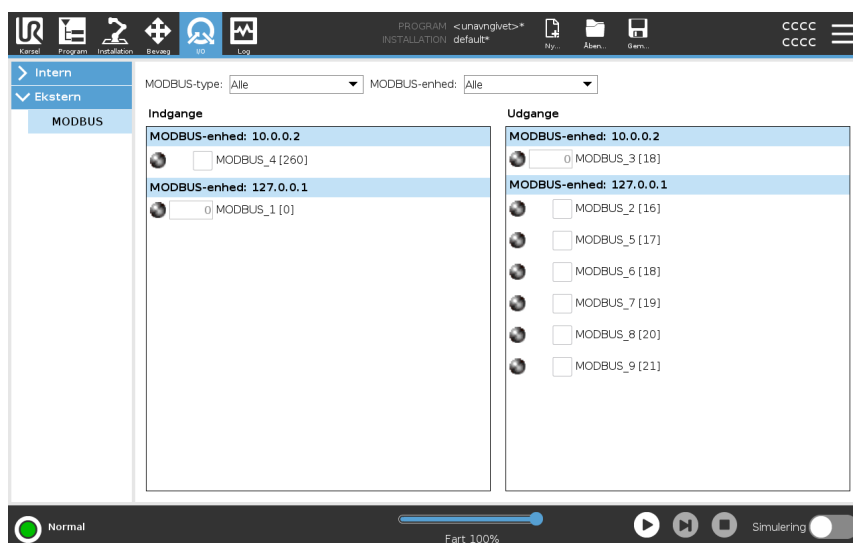 PROGRAM <unavngivet>*
INSTALLATION default*
UR
Kørsel
Program
Installation
Bevæg
I/O
Log
Ny...
Åben...
Gem...
CCCC
CCCC
Intern
Ekstern
MODBUS
MODBUS-type: Alle
MODBUS-enhed: Alle
Indgange
MODBUS-enhed: 10.0.0.2
MODBUS_4 [260]
MODBUS-enhed: 127.0.0.1
0 MODBUS_1 [0]
Udgange
MODBUS-enhed: 10.0.0.2
0 MODBUS_3 [18]
MODBUS-enhed: 127.0.0.1
MODBUS_2 [16]
MODBUS_5 [17]
MODBUS_6 [18]
MODBUS_7 [19]
MODBUS_8 [20]
MODBUS_9 [21]
Normal
Fart 100%
Simulering